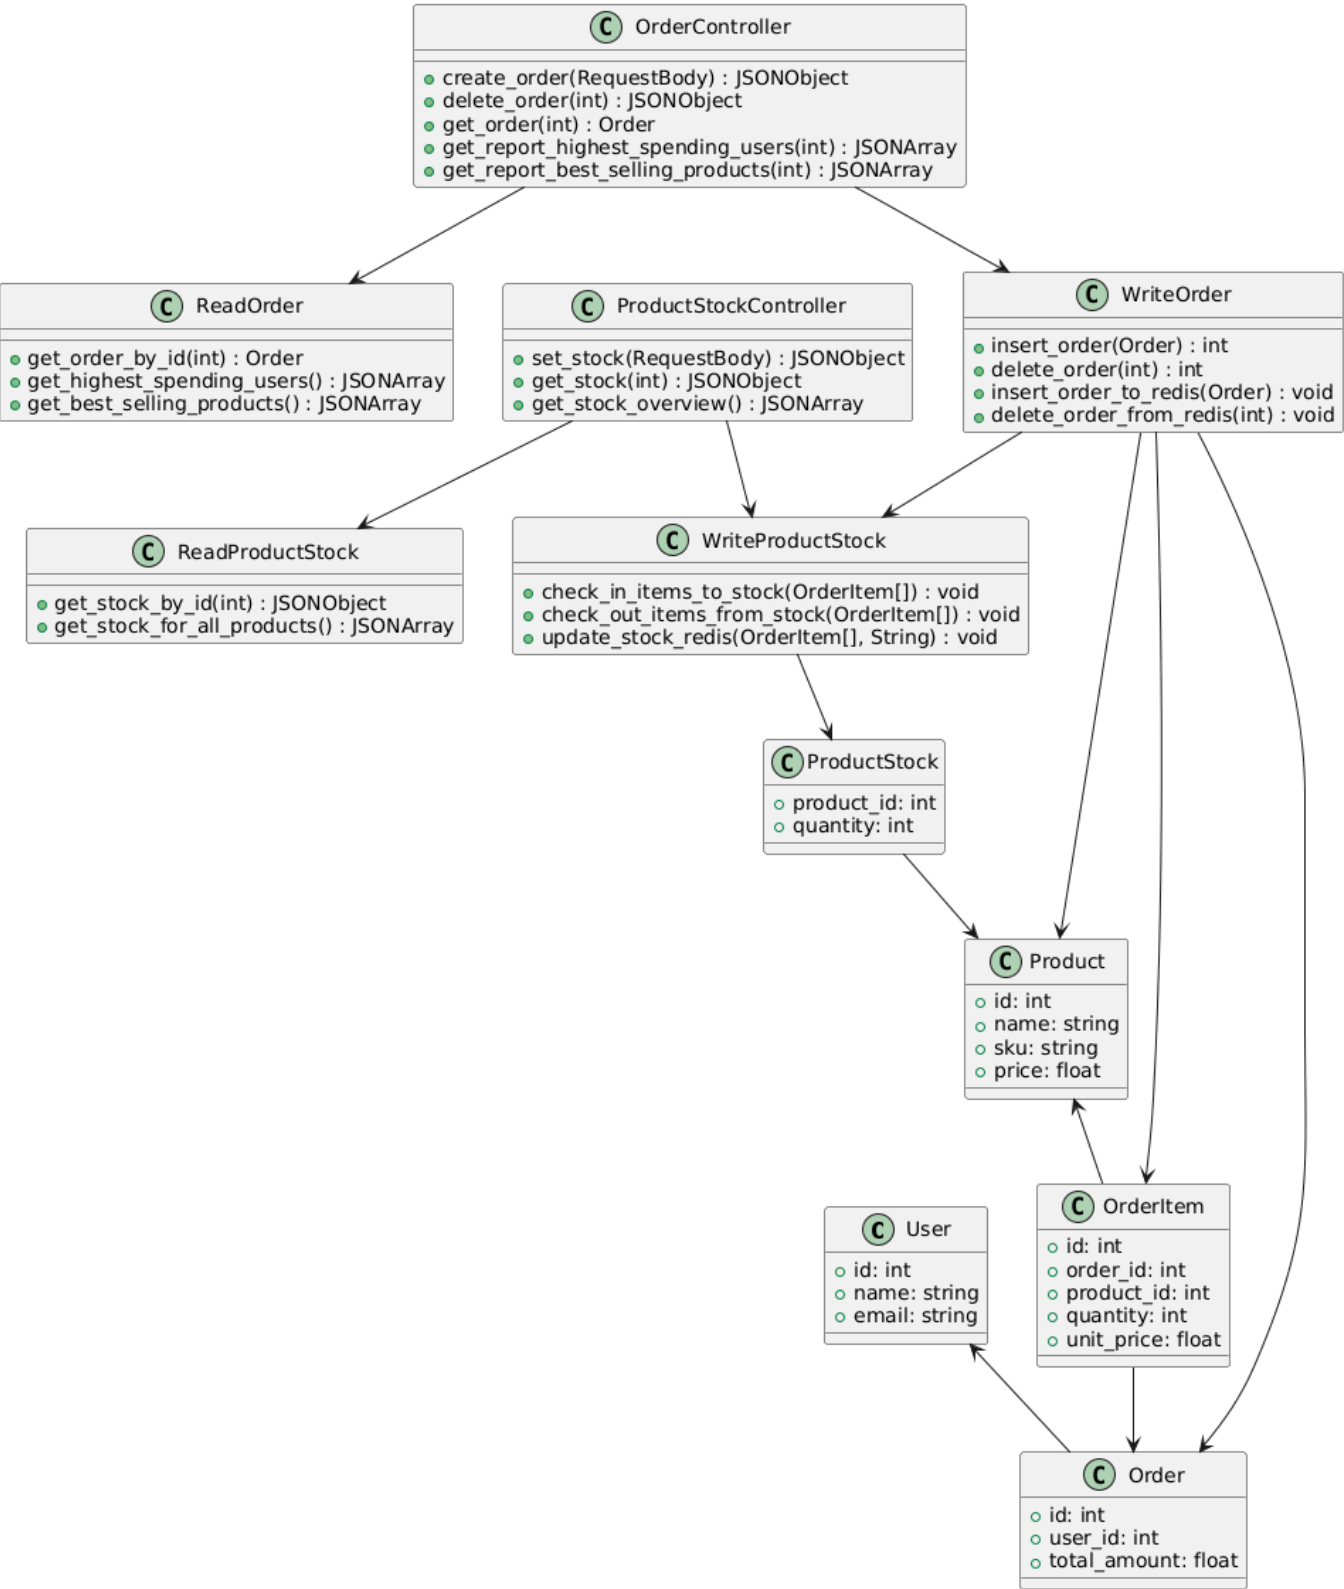 C OrderController
create_order(RequestBody) : JSONObject
delete_order(int) : JSONObject
get_order(int) : Order
get_report_highest_spending_users(int) : JSONArray
get_report_best_selling_products(int) : JSONArray
C ReadOrder
get_order_by_id(int) : Order
get_highest_spending_users() : JSONArray
get_best_selling_products() : JSONArray
C ProductStockController
set_stock(RequestBody) : JSONObject
get_stock(int) : JSONObject
get_stock_overview() : JSONArray
C WriteOrder
insert_order(Order) : int
delete_order(int) : int
insert_order_to_redis(Order) : void
delete_order_from_redis(int) : void
C ReadProductStock
get_stock_by_id(int) : JSONObject
get_stock_for_all_products() : JSONArray
C WriteProductStock
check_in_items_to_stock(OrderItem[]) : void
check_out_items_from_stock(OrderItem[]) : void
update_stock_redis(OrderItem[], String) : void
C ProductStock
product_id: int
quantity: int
C Product
id: int
name: string
sku: string
price: float
C User
id: int
name: string
email: string
C OrderItem
id: int
order_id: int
product_id: int
quantity: int
unit_price: float
C Order
id: int
user_id: int
total_amount: float